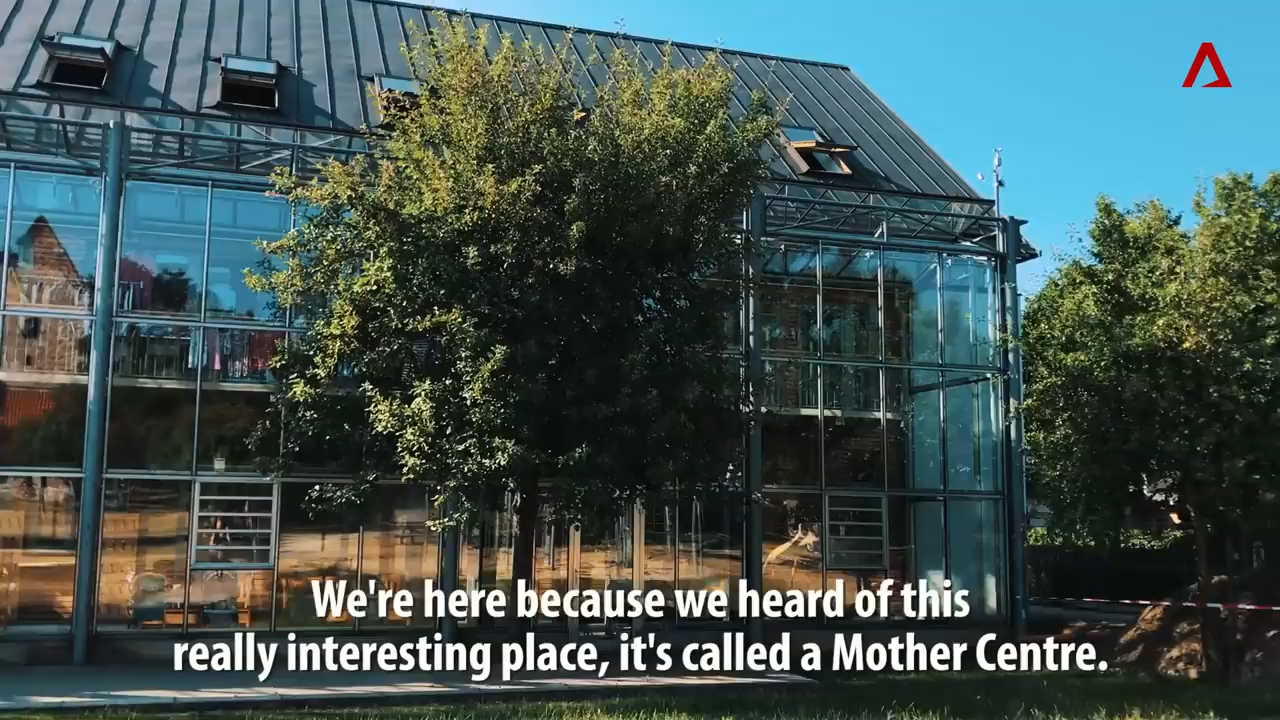 We're here because we heard of this
really interesting place, it's called a Mother Centre.